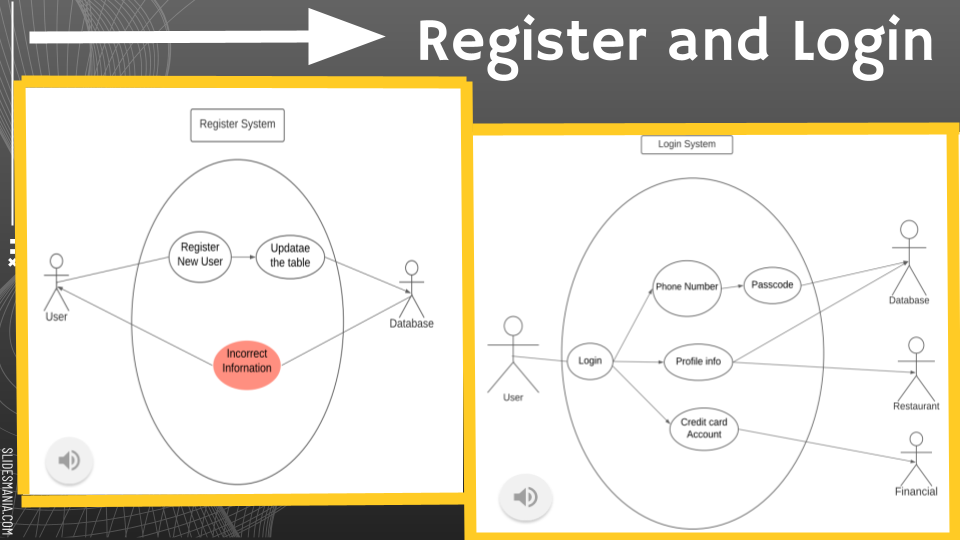 Register and Login
Register System
Register
New User
Updatae
the table
User
Database
Incorrect
Infornation
Login System
Phone Number
Passcode
Database
Login
Profile info
User
Restaurant
Credit card
Account
Financial
SLIDESMANIA.COM